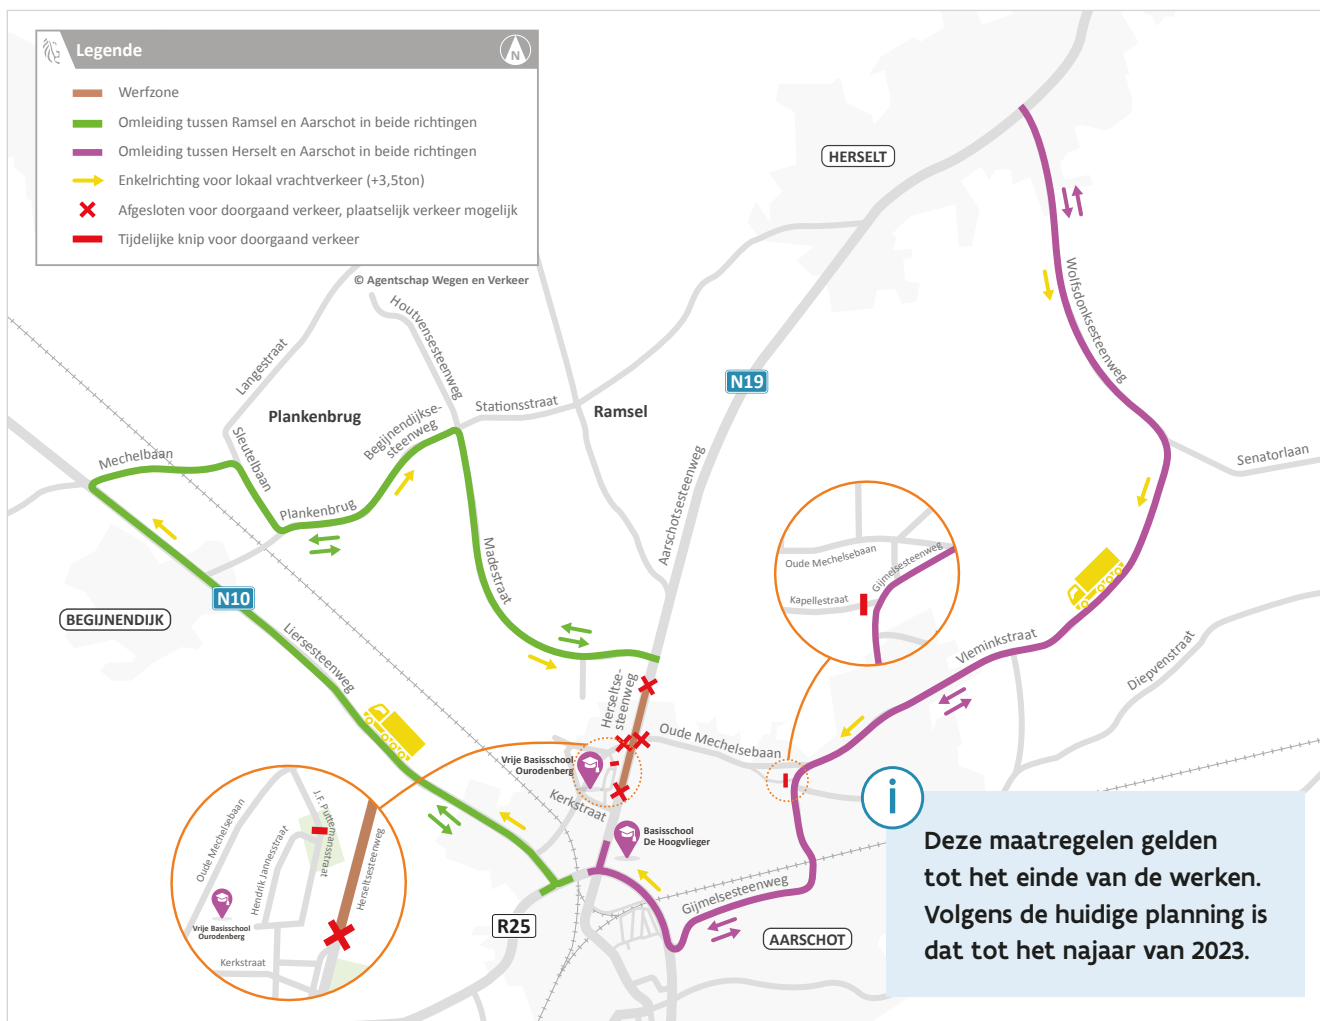 Legende
N
Werfzone
Omleiding tussen Ramsel en Aarschot in beide richtingen
Omleiding tussen Herselt en Aarschot in beide richtingen
Enkelrichting voor lokaal vrachtverkeer (+3,5ton)
Afgesloten voor doorgaand verkeer, plaatselijk verkeer mogelijk
Tijdelijke knip voor doorgaand verkeer
© Agentschap Wegen en Verkeer
HERSELT
Wolfsdonksesteenweg
Houtvensesteenweg
Langestraat
N19
Plankenbrug
Stationsstraat
Ramsel
Begijnendijkse-
steenweg
Sleutelbaan
Mechelbaan
Senatorlaan
Plankenbrug
Aarschotsesteenweg
Madestraat
Oude Mechelsebaan
Gijmelsesteenweg
Kapellestraat
N10
BEGIJNENDIJK
Liersesteenweg
Vleminkstraat
Diepvenstraat
Herseltse-
steenweg
Oude Mechelsebaan
Vrije Basisschool
Ourodenberg
Kerkstraat
Basisschool
De Hoogvlieger
J.F. Puttemansstraat
Oude Mechelsebaan
Hendrik Jannesstraat
Herseltsesteenweg
Vrije Basisschool
Ourodenberg
Kerkstraat
R25
Gijmelsesteenweg
AARSCHOT
i
Deze maatregelen gelden
tot het einde van de werken.
Volgens de huidige planning is
dat tot het najaar van 2023.